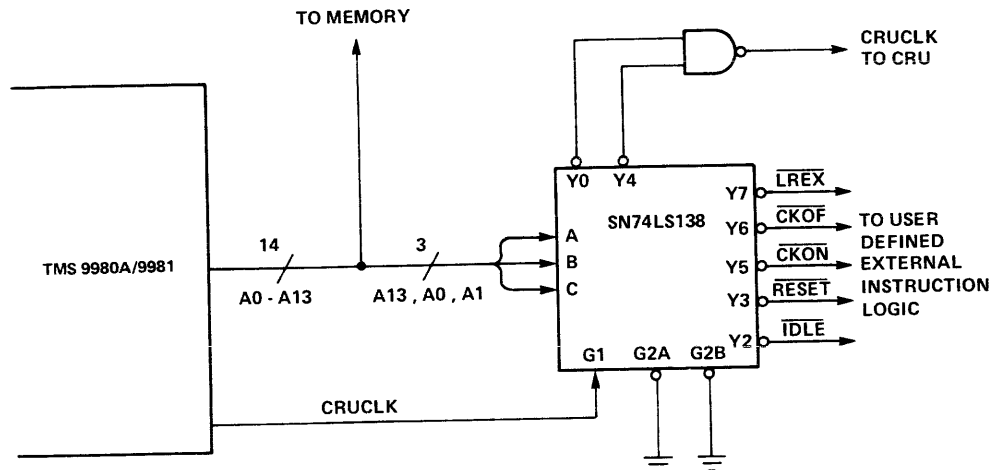 TO MEMORY
CRUCLK
TO CRU
Y0 Y4
Y7 LREX
SN74LS138
Y6 CKOF
TO USER
DEFINED
EXTERNAL
INSTRUCTION
LOGIC
Y5 CKON
Y3 RESET
Y2 IDLE
14
3
A
B
C
TMS 9980A/9981
A0 - A13
A13 , A0 , A1
G1 G2A G2B
CRUCLK